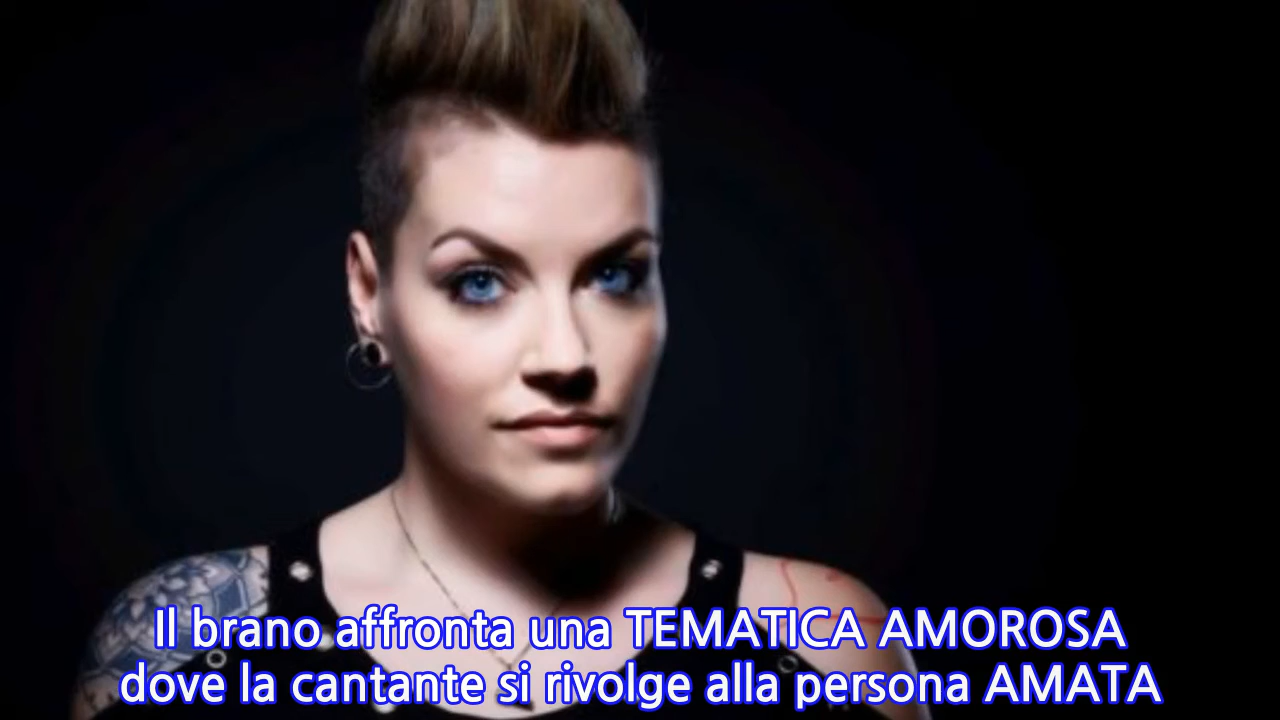 Il brano affronta una TEMATICA AMOROSA
dove la cantante si rivolge alla persona AMATA